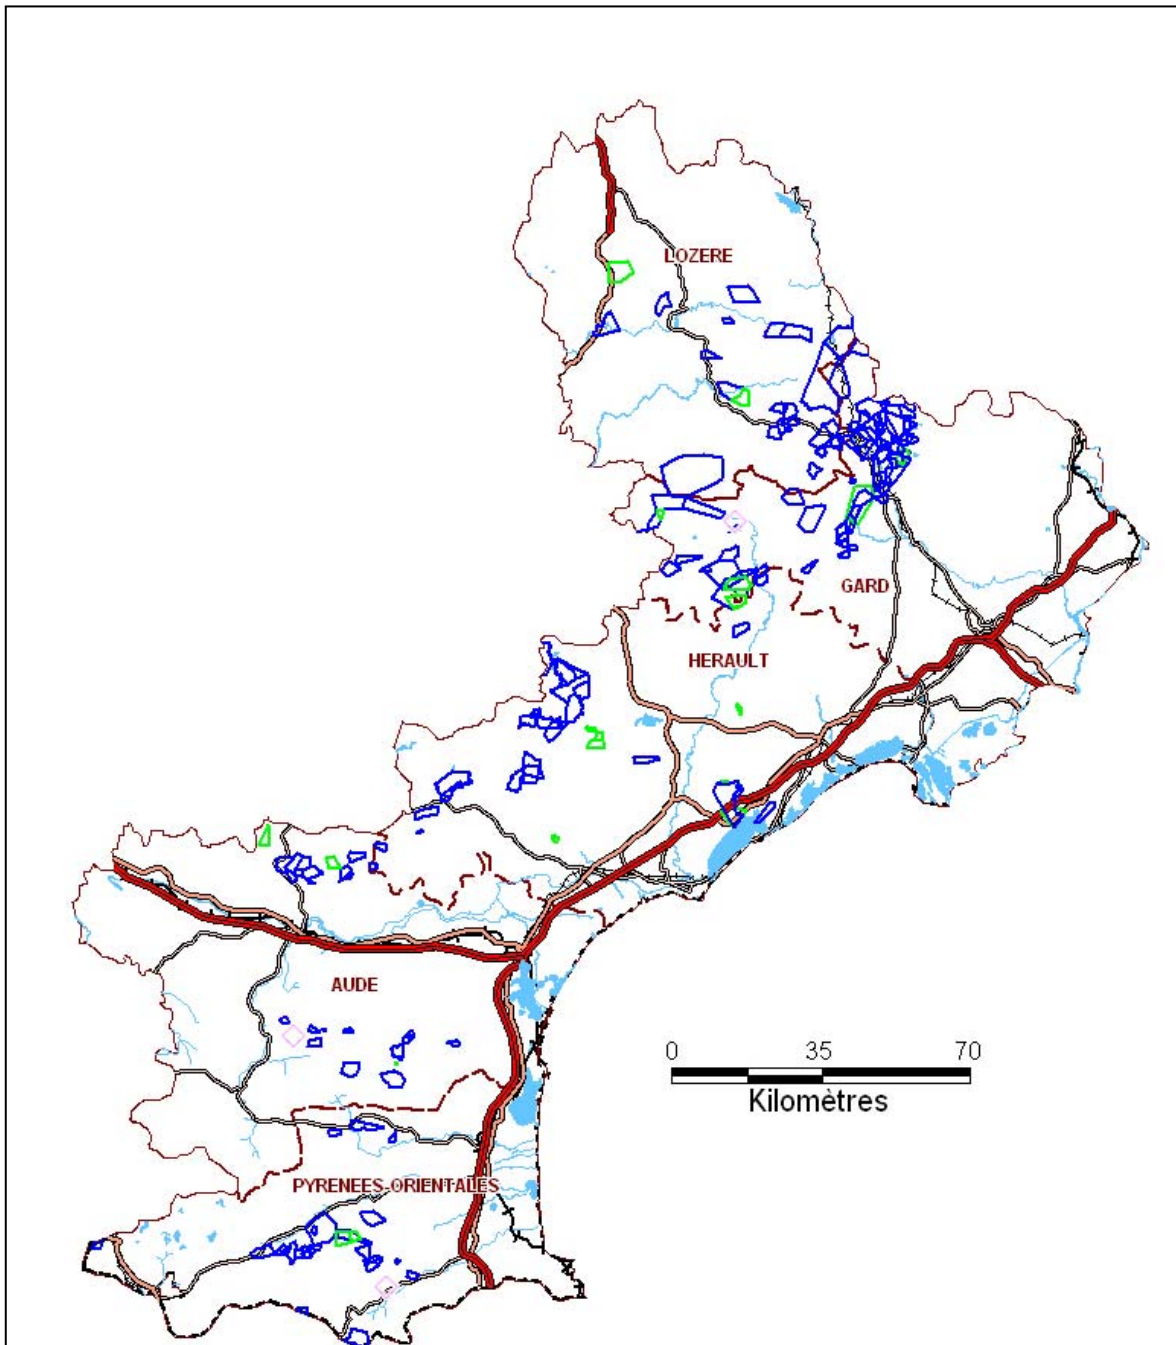 LOZERE
GARD
HERAULT
AUDE
0 35 70
Kilomètres
PYRENEES-ORIENTALES